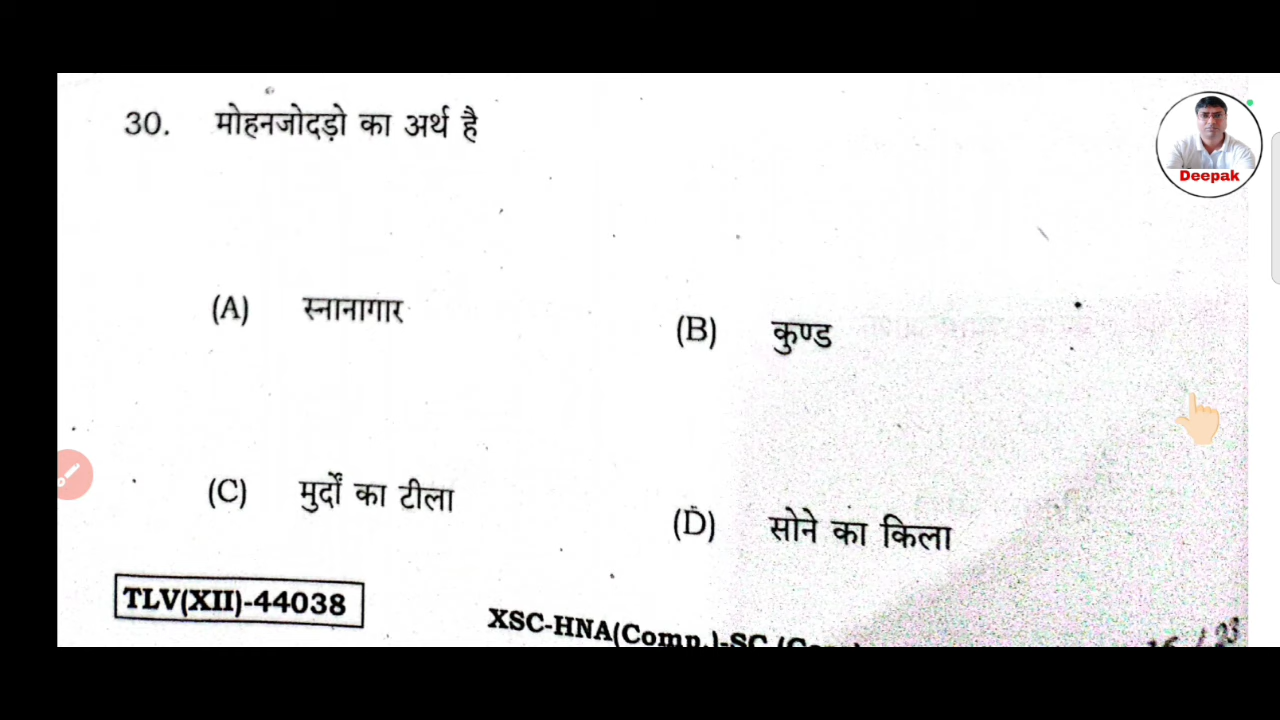 30. मोहनजोदड़ो का अर्थ है
Deepak
(A) स्नानागार
(B) कुण्ड
(C) मुर्दों का टीला
(D) सोने का किला
TLV(XII)-44038
XSC-HNA(Comp.)-SC